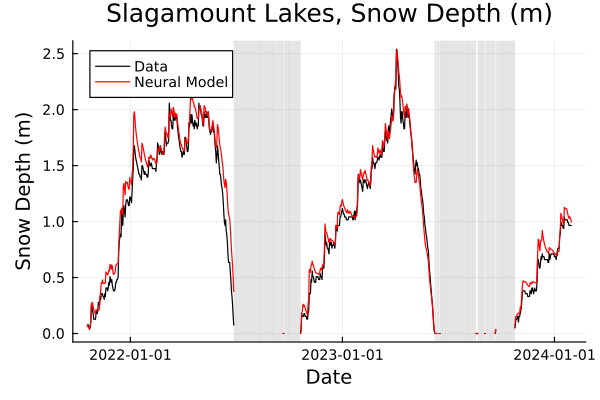 Slagamount Lakes, Snow Depth (m)
Data
Neural Model
Snow Depth (m)
2.5
2.0
1.5
1.0
0.5
0.0
2022-01-01
2023-01-01
2024-01-01
Date